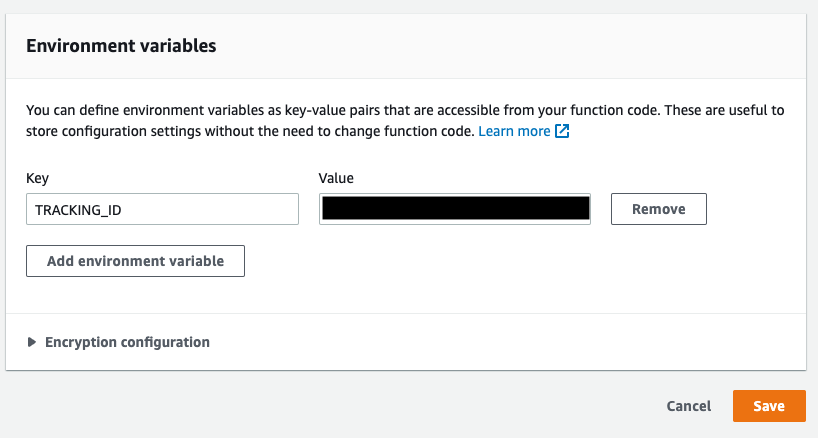 Environment variables
You can define environment variables as key-value pairs that are accessible from your function code. These are useful to
store configuration settings without the need to change function code. Learn more
Key Value
TRACKING_ID Remove
Add environment variable
Encryption configuration
Cancel Save